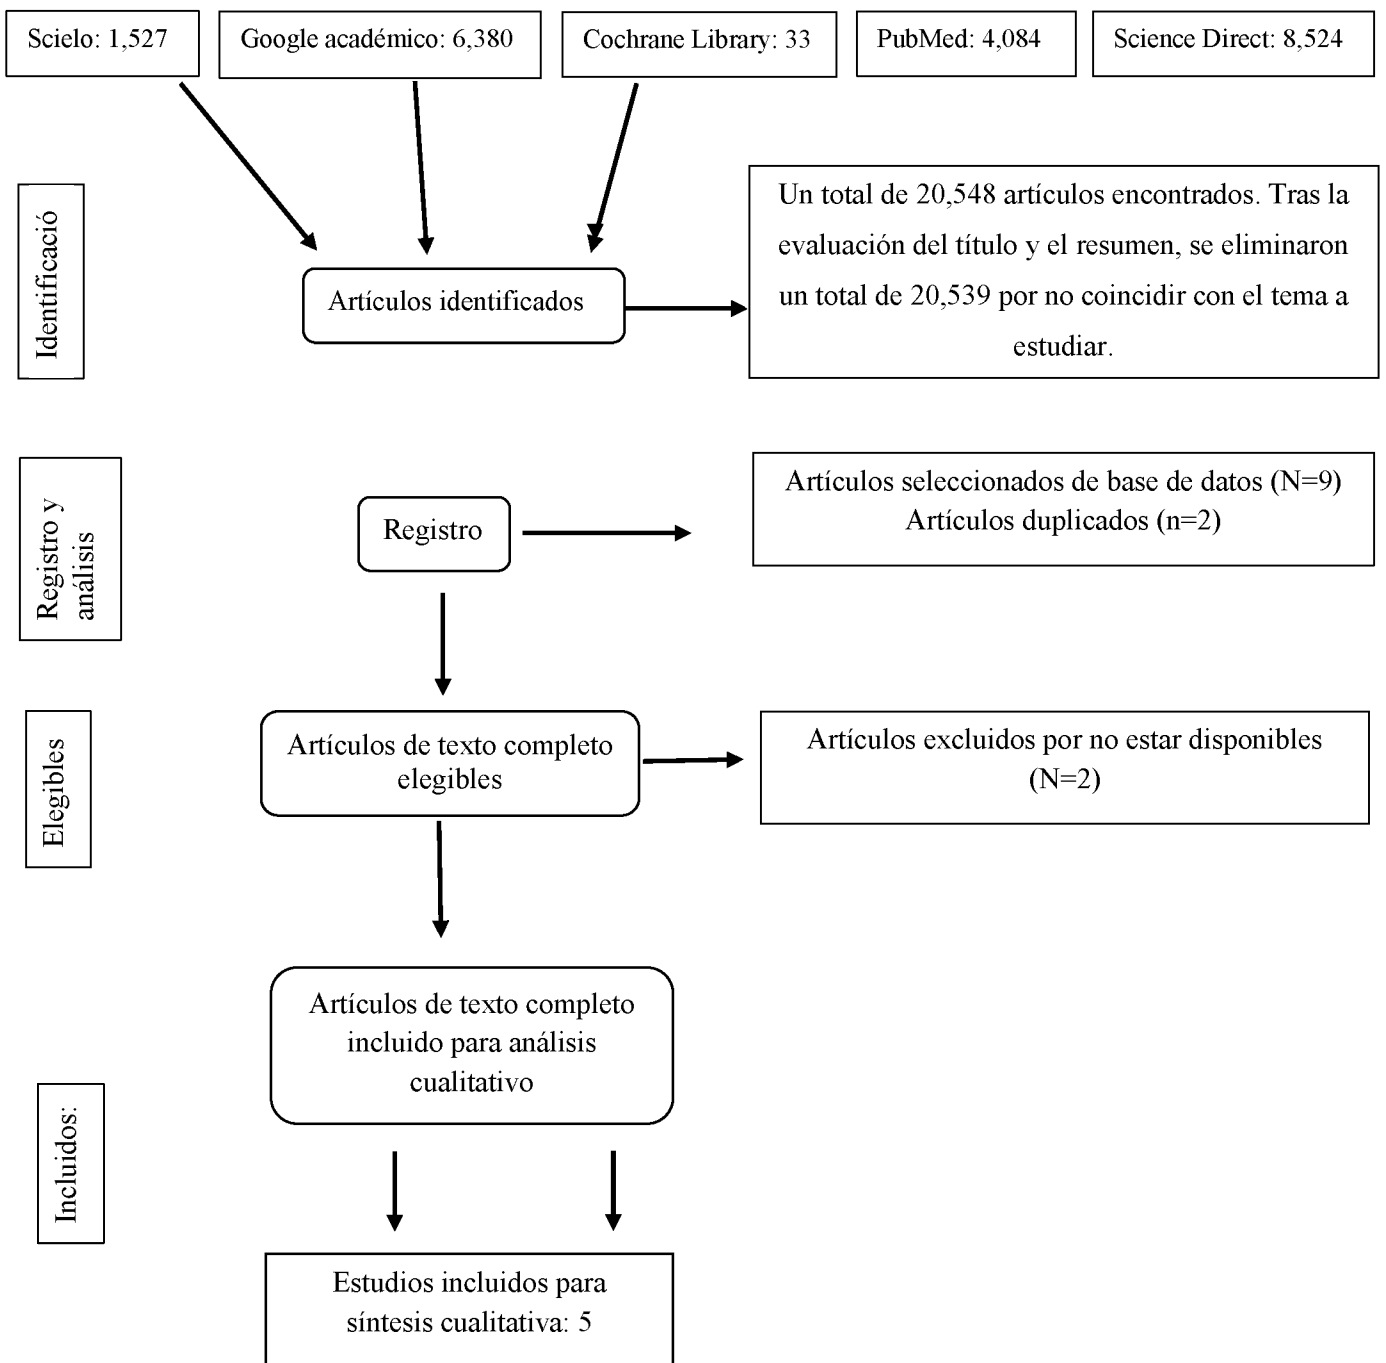 Scielo: 1,527
Google académico: 6,380
Cochrane Library: 33
PubMed: 4,084
Science Direct: 8,524
Identificació
Artículos identificados
Un total de 20,548 artículos encontrados. Tras la
evaluación del título y el resumen, se eliminaron
un total de 20,539 por no coincidir con el tema a
estudiar.
Registro y
análisis
Registro
Artículos seleccionados de base de datos (N=9)
Artículos duplicados (n=2)
Elegibles
Artículos de texto completo
elegibles
Artículos excluidos por no estar disponibles
(N=2)
Incluidos:
Artículos de texto completo
incluido para análisis
cualitativo
Estudios incluidos para
síntesis cualitativa: 5